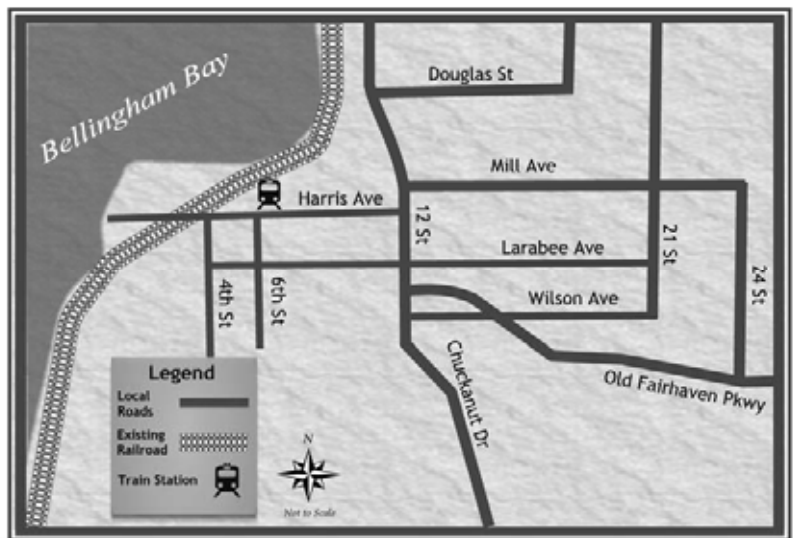 Bellingham Bay
Douglas St
Mill Ave
Harris Ave
12 St
Larabee Ave
21 St
24 St
4th St
6th St
Wilson Ave
Chuckanut Dr
Old Fairhaven Pkwy
Legend
Local
Roads
Existing
Railroad
Train Station
N
Not to Scale